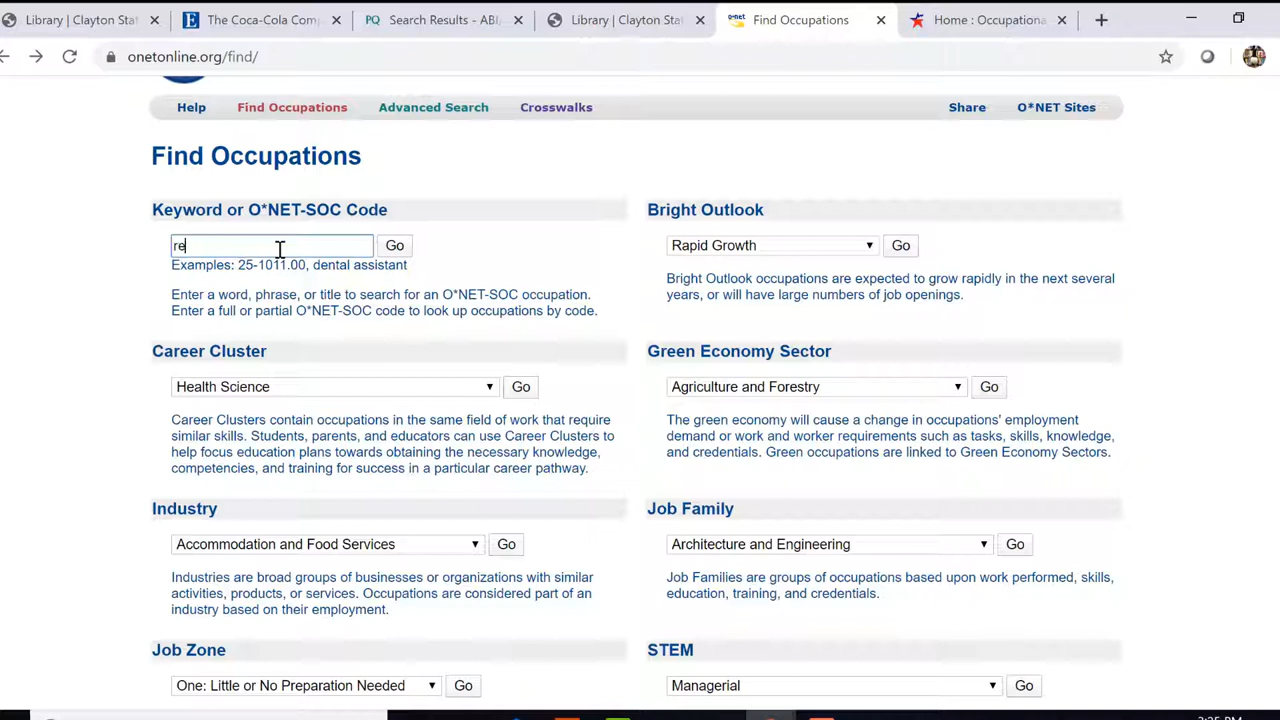 Library | Clayton Stat
The Coca-Cola Comp
PQ Search Results - ABI/
Library | Clayton Stat
o*net Find Occupations
Home : Occupationa
onetonline.org/find/
Help
Find Occupations
Advanced Search
Crosswalks
Share
O*NET Sites
Find Occupations
Keyword or O*NET-SOC Code
re
Go
Examples: 25-1011.00, dental assistant
Enter a word, phrase, or title to search for an O*NET-SOC occupation.
Enter a full or partial O*NET-SOC code to look up occupations by code.
Bright Outlook
Rapid Growth
Go
Bright Outlook occupations are expected to grow rapidly in the next several
years, or will have large numbers of job openings.
Career Cluster
Health Science
Go
Career Clusters contain occupations in the same field of work that require
similar skills. Students, parents, and educators can use Career Clusters to
help focus education plans towards obtaining the necessary knowledge,
competencies, and training for success in a particular career pathway.
Green Economy Sector
Agriculture and Forestry
Go
The green economy will cause a change in occupations' employment
demand or work and worker requirements such as tasks, skills, knowledge,
and credentials. Green occupations are linked to Green Economy Sectors.
Industry
Accommodation and Food Services
Go
Industries are broad groups of businesses or organizations with similar
activities, products, or services. Occupations are considered part of an
industry based on their employment.
Job Family
Architecture and Engineering
Go
Job Families are groups of occupations based upon work performed, skills,
education, training, and credentials.
Job Zone
One: Little or No Preparation Needed
Go
STEM
Managerial
Go